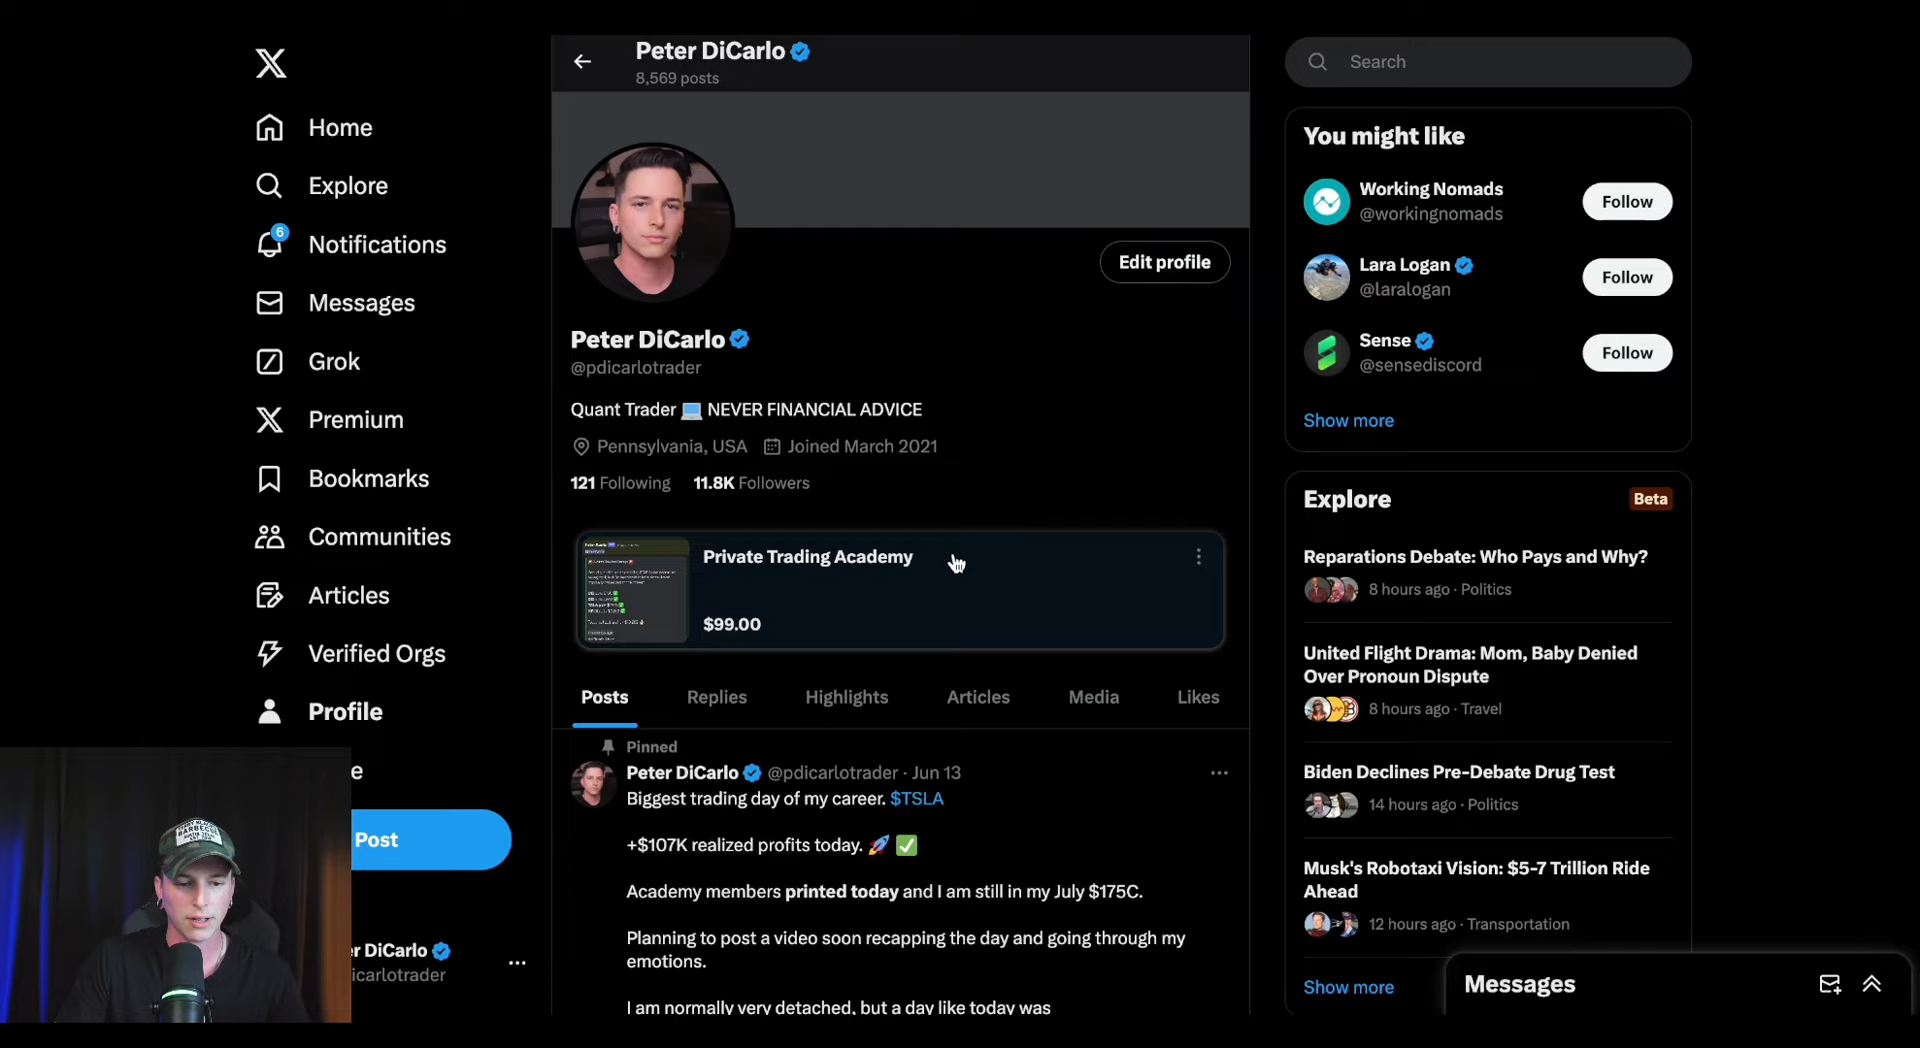 Home
Explore
6
Notifications
Messages
Grok
Premium
Bookmarks
Communities
Articles
Verified Orgs
Profile
Post
DiCarlo
icarlotrader
Peter DiCarlo
8,569 posts
Edit profile
Peter DiCarlo
@pdicarlotrader
Quant Trader 💻 NEVER FINANCIAL ADVICE
Pennsylvania, USA Joined March 2021
121 Following 11.8K Followers
Private Trading Academy
$99.00
Posts Replies Highlights Articles Media Likes
Pinned
Peter DiCarlo @pdicarlotrader · Jun 13
Biggest trading day of my career. $TSLA
+$107K realized profits today. 🚀 ✅
Academy members printed today and I am still in my July $175C.
Planning to post a video soon recapping the day and going through my
emotions.
I am normally very detached, but a day like today was
Search
You might like
Working Nomads
@workingnomads
Follow
Lara Logan
@laralogan
Follow
Sense
@sensediscord
Follow
Show more
Explore
Beta
Reparations Debate: Who Pays and Why?
8 hours ago · Politics
United Flight Drama: Mom, Baby Denied
Over Pronoun Dispute
8 hours ago · Travel
Biden Declines Pre-Debate Drug Test
14 hours ago · Politics
Musk's Robotaxi Vision: $5-7 Trillion Ride
Ahead
12 hours ago · Transportation
Show more
Messages